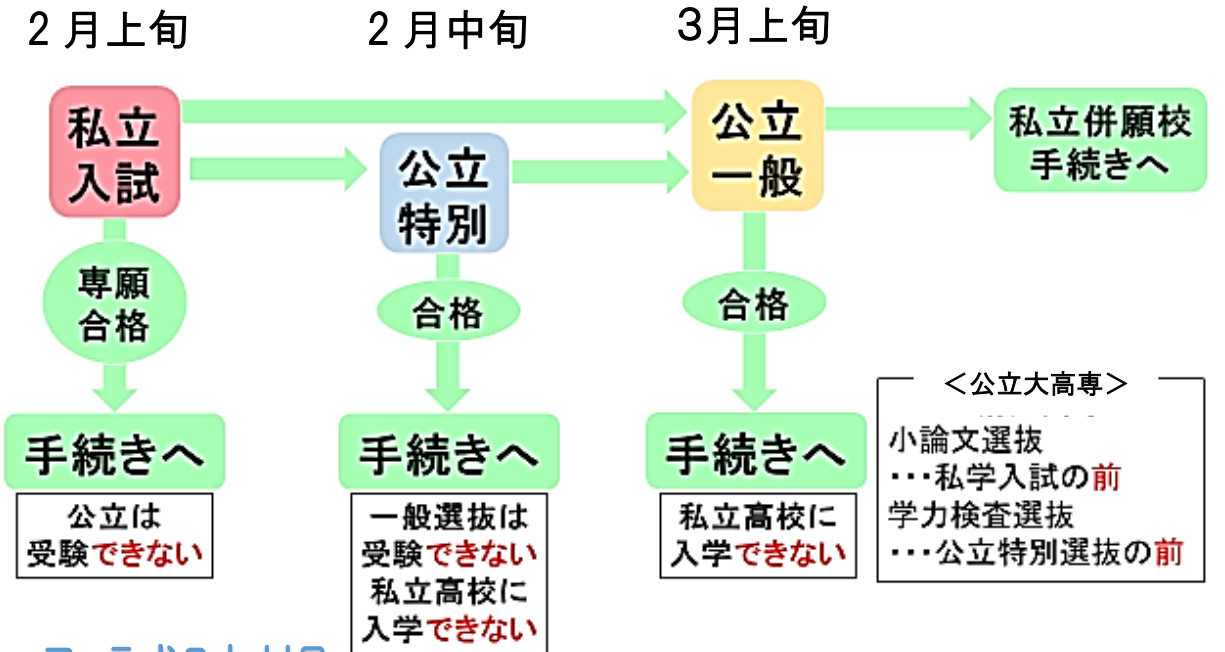 2月上旬
2月中旬
3月上旬
私立
入試
公立
特別
公立
一般
私立併願校
手続きへ
専願
合格
合格
合格
手続きへ
公立は
受験できない
手続きへ
一般選抜は
受験できない
私立高校に
入学できない
手続きへ
私立高校に
入学できない
＜公立大高専＞
小論文選抜
・・・私学入試の前
学力検査選抜
・・・公立特別選抜の前